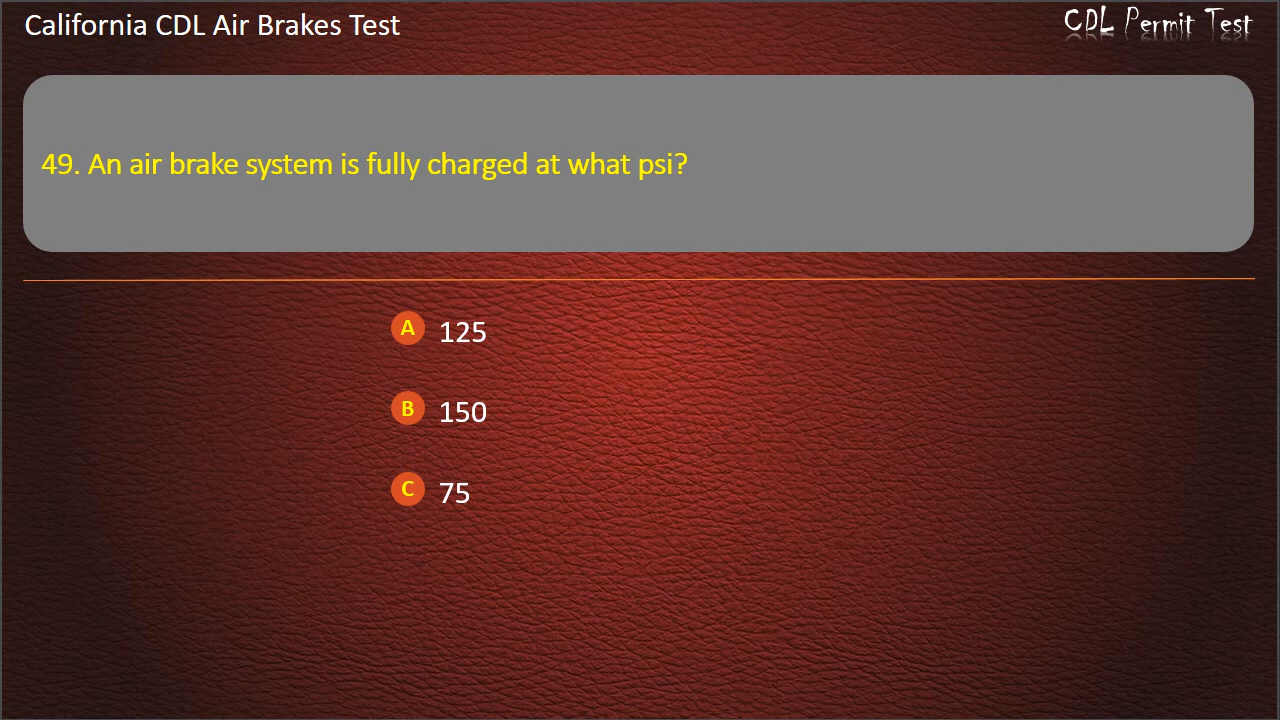 California CDL Air Brakes Test
CDL Permit Test
49. An air brake system is fully charged at what psi?
A 125
B 150
C 75